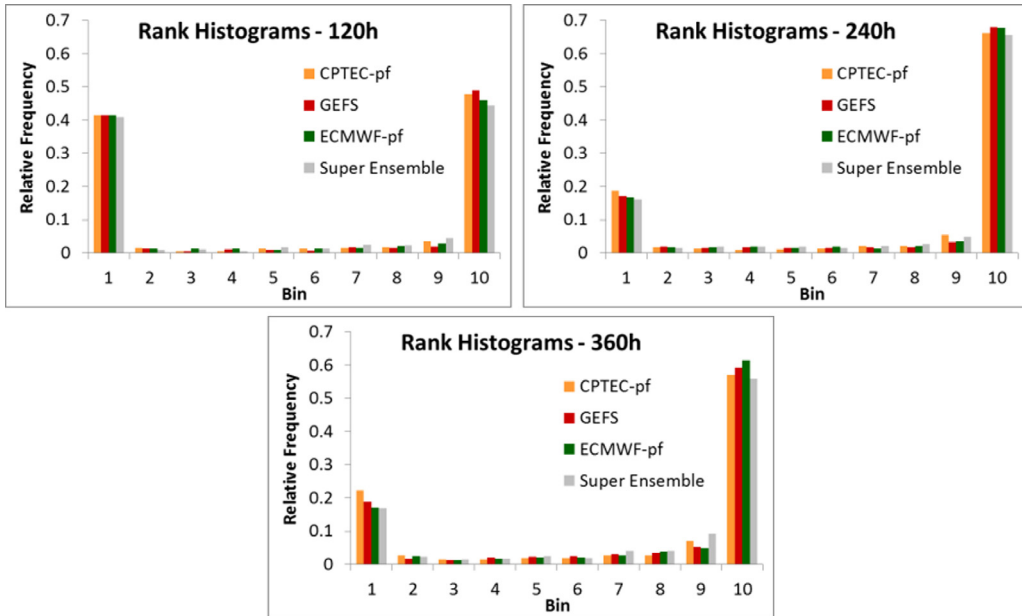 Rank Histograms - 120h
0.7
0.6
0.5
0.4
0.3
0.2
0.1
0
Relative Frequency
CPTEC-pf
GEFS
ECMWF-pf
Super Ensemble
1 2 3 4 5 6 7 8 9 10
Bin
Rank Histograms - 240h
0.7
0.6
0.5
0.4
0.3
0.2
0.1
0
Relative Frequency
CPTEC-pf
GEFS
ECMWF-pf
Super Ensemble
1 2 3 4 5 6 7 8 9 10
Bin
Rank Histograms - 360h
0.7
0.6
0.5
0.4
0.3
0.2
0.1
0
Relative Frequency
CPTEC-pf
GEFS
ECMWF-pf
Super Ensemble
1 2 3 4 5 6 7 8 9 10
Bin